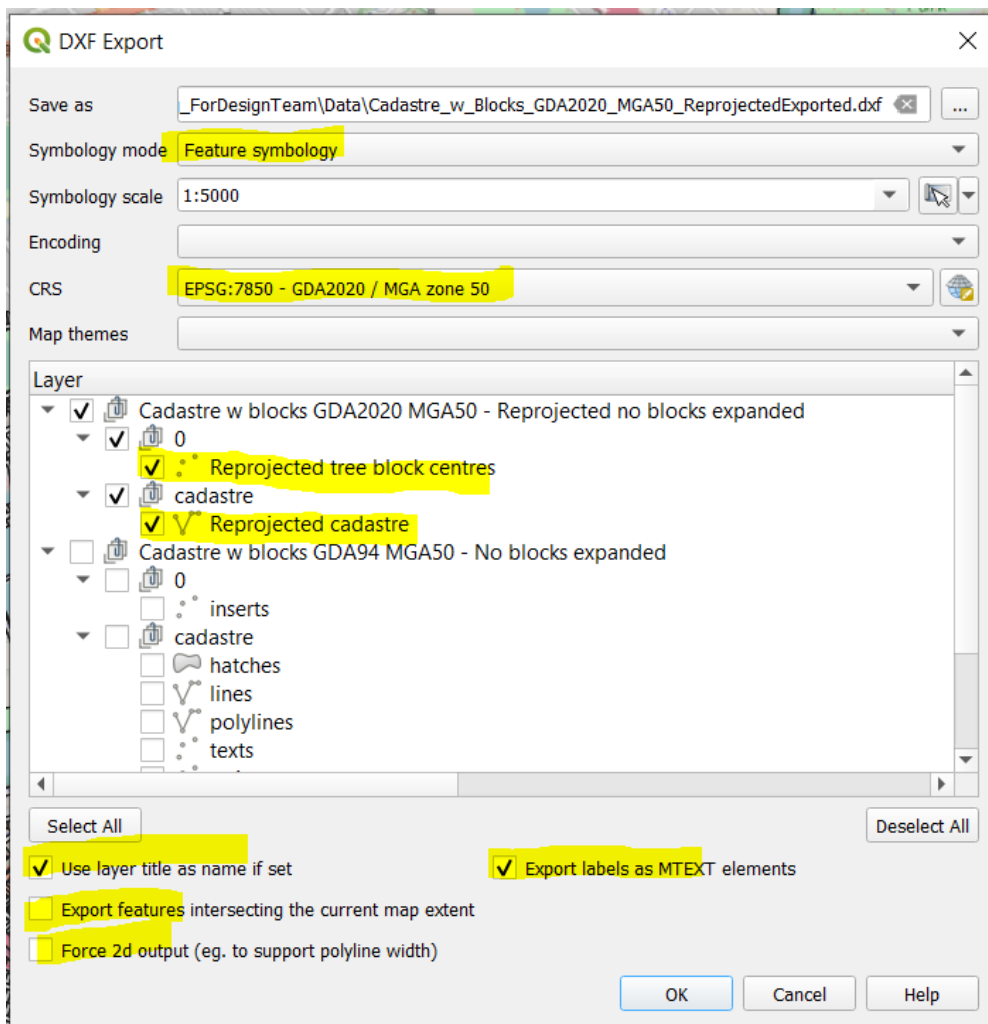 DXF Export
Save as
_ForDesignTeam\Data\Cadastre_w_Blocks_GDA2020_MGA50_ReprojectedExported.dxf
...
Symbology mode Feature symbology
Symbology scale 1:5000
Encoding
CRS EPSG:7850 - GDA2020 / MGA zone 50
Map themes
Layer
Cadastre w blocks GDA2020 MGA50 - Reprojected no blocks expanded
0
Reprojected tree block centres
cadastre
Reprojected cadastre
Cadastre w blocks GDA94 MGA50 - No blocks expanded
0
inserts
cadastre
hatches
lines
polylines
texts
Select All Deselect All
Use layer title as name if set Export labels as MTEXT elements
Export features intersecting the current map extent
Force 2d output (eg. to support polyline width)
OK Cancel Help